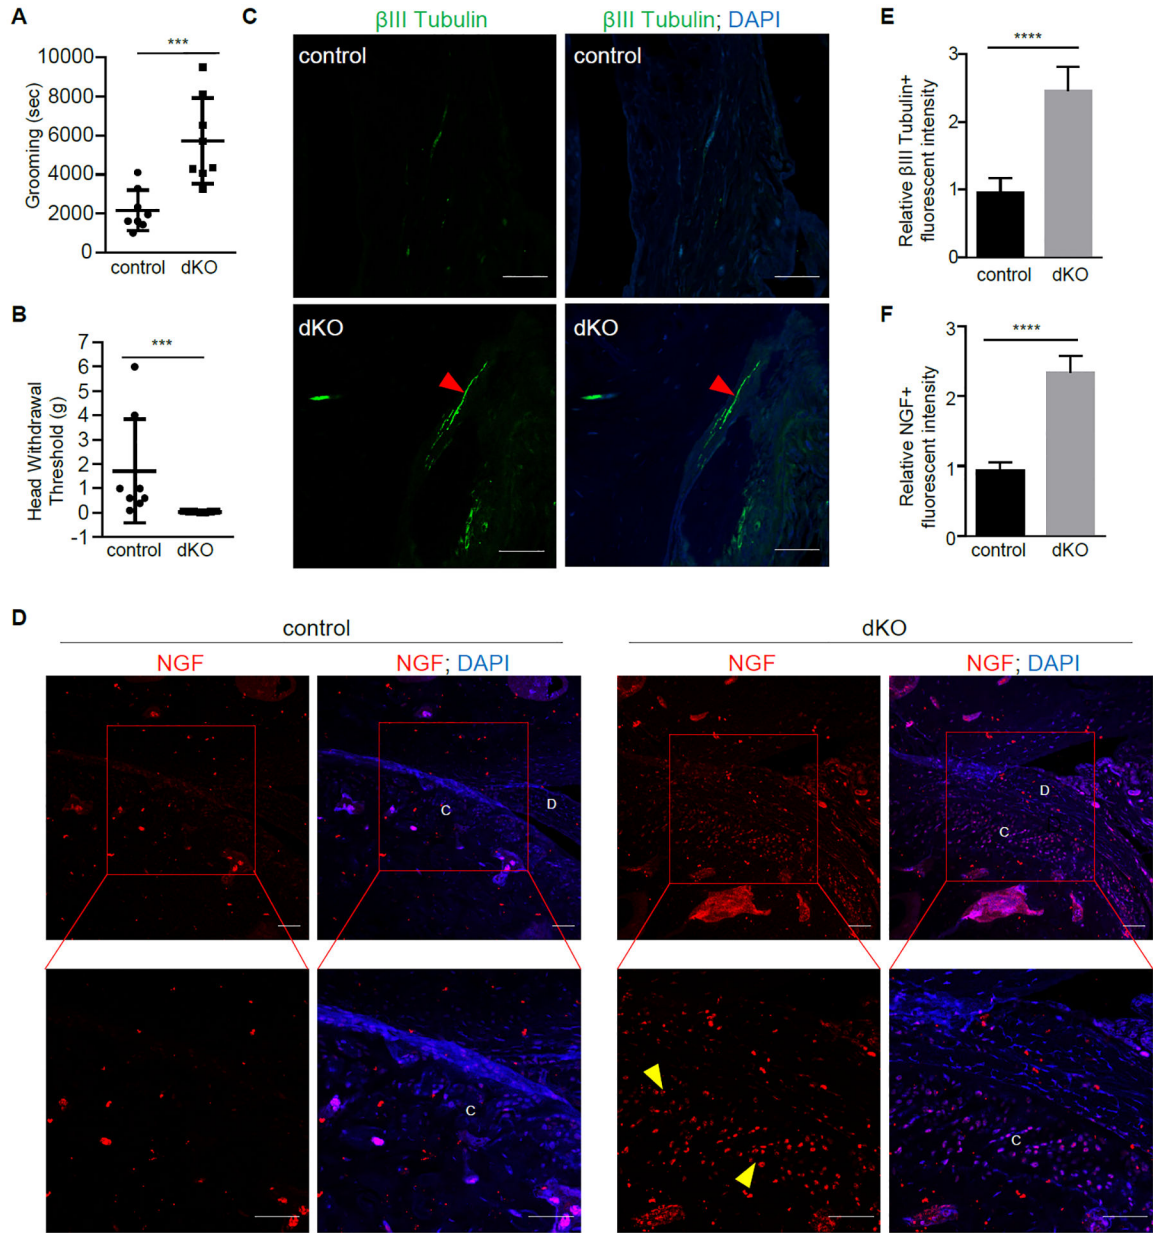 A
***
10000
8000
6000
4000
2000
0
Grooming (sec)
control dKO
B
***
7
6
5
4
3
2
1
0
-1
Head Withdrawal
Threshold (g)
control dKO
C
βIII Tubulin
βIII Tubulin; DAPI
control
control
dKO
dKO
E
****
3
2
1
0
Relative βIII Tubulin+
fluorescent intensity
control dKO
F
****
3
2
1
0
Relative NGF+
fluorescent intensity
control dKO
D
control
dKO
NGF
NGF; DAPI
NGF
NGF; DAPI
C
D
D
C
C
C